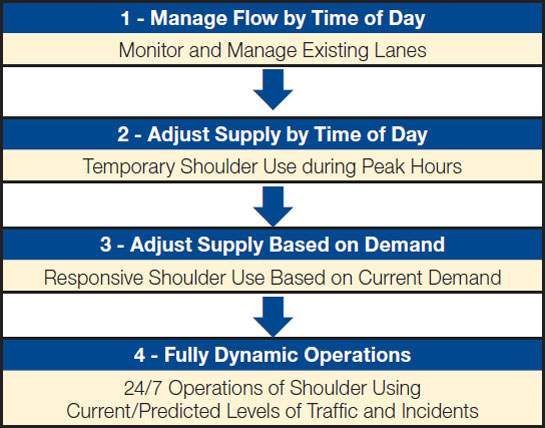 1 - Manage Flow by Time of Day
Monitor and Manage Existing Lanes
2 - Adjust Supply by Time of Day
Temporary Shoulder Use during Peak Hours
3 - Adjust Supply Based on Demand
Responsive Shoulder Use Based on Current Demand
4 - Fully Dynamic Operations
24/7 Operations of Shoulder Using
Current/Predicted Levels of Traffic and Incidents